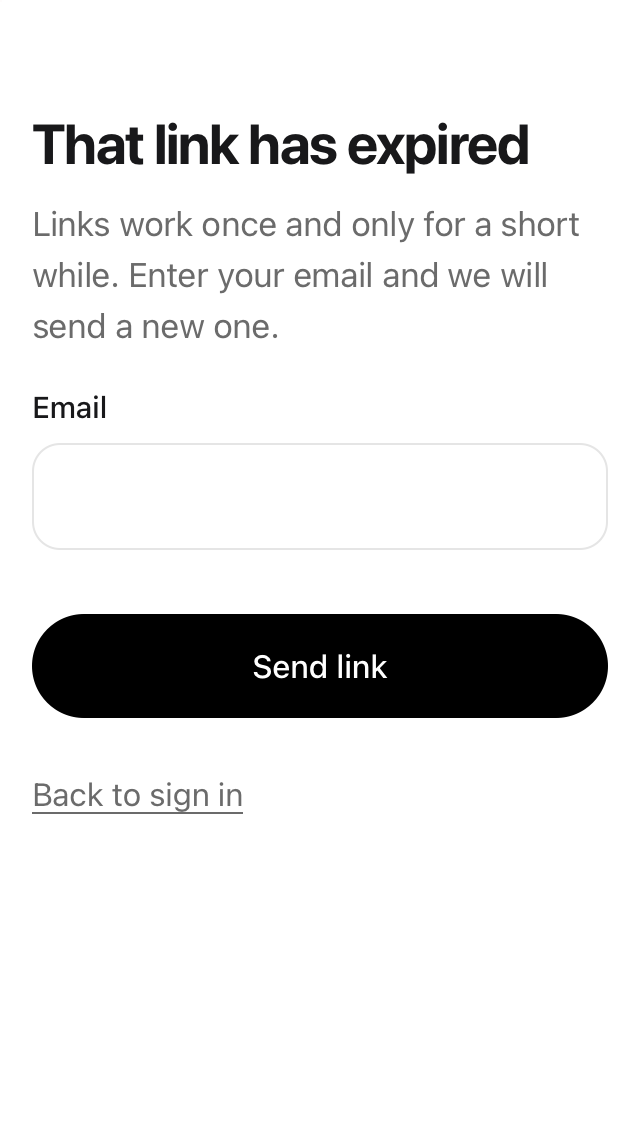 That link has expired
Links work once and only for a short
while. Enter your email and we will
send a new one.
Email
Send link
Back to sign in